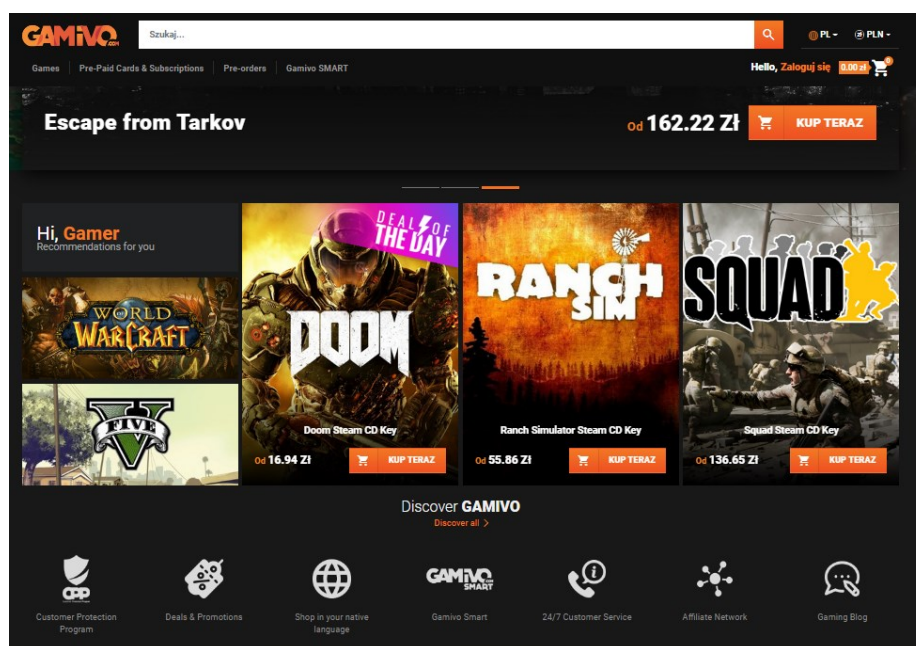 GAMIVO.COM
Szukaj...
PL
PLN
Games
Pre-Paid Cards & Subscriptions
Pre-orders
Gamivo SMART
Hello, Zaloguj się
0.00 zł
0
Escape from Tarkov
Od 162.22 Zł
KUP TERAZ
Hi, Gamer
Recommendations for you
WORLD
OF
WARCRAFT
V
FIVE
DEAL OF
THE DAY
DOOM
Doom Steam CD Key
Od 16.94 Zł
KUP TERAZ
RANCH
SIM
Ranch Simulator Steam CD Key
Od 55.86 Zł
KUP TERAZ
SQUAD
Squad Steam CD Key
Od 136.65 Zł
KUP TERAZ
Discover GAMIVO
Discover all >
CPP
Customer Protection
Program
Deals & Promotions
Shop in your native
language
GAMIVO.COM
SMART
Gamivo Smart
24/7 Customer Service
Affiliate Network
Gaming Blog